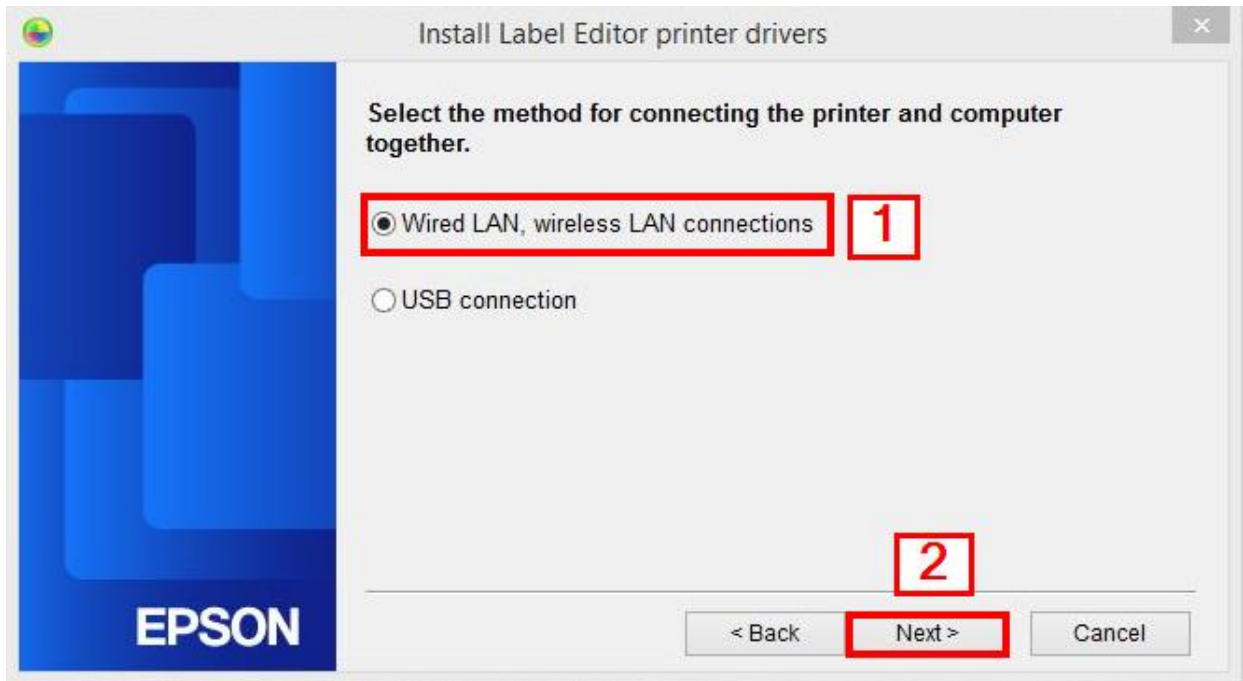 Install Label Editor printer drivers
×
Select the method for connecting the printer and computer
together.
Wired LAN, wireless LAN connections
1
USB connection
2
EPSON
< Back
Next >
Cancel